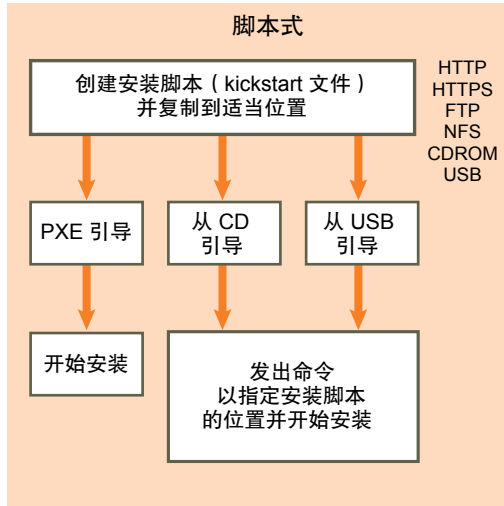 脚本式
创建安装脚本（kickstart 文件）
并复制到适当位置
HTTP
HTTPS
FTP
NFS
CDROM
USB
PXE 引导
从 CD
引导
从 USB
引导
开始安装
发出命令
以指定安装脚本
的位置并开始安装